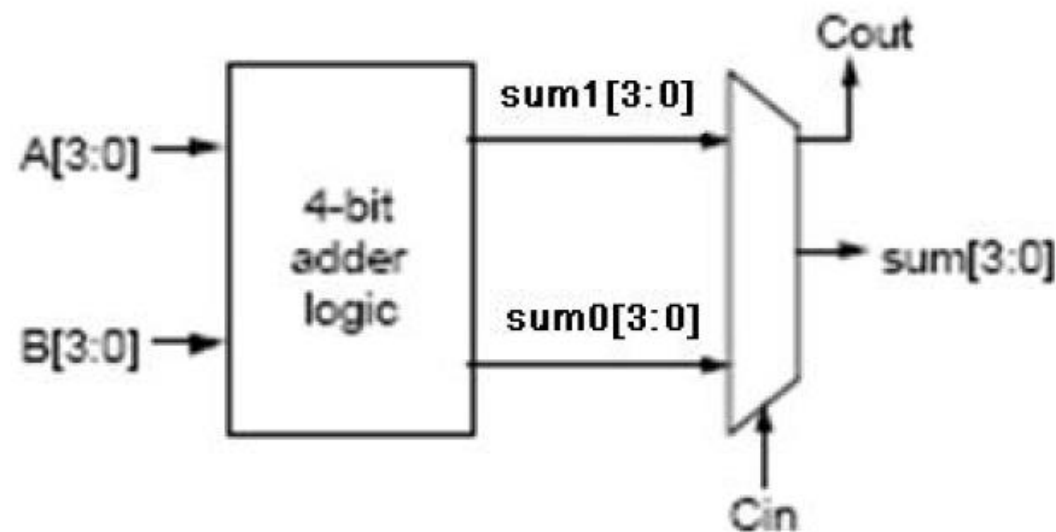 Cout
sum1[3:0]
A[3:0]
4-bit
adder
logic
sum[3:0]
sum0[3:0]
B[3:0]
Cin